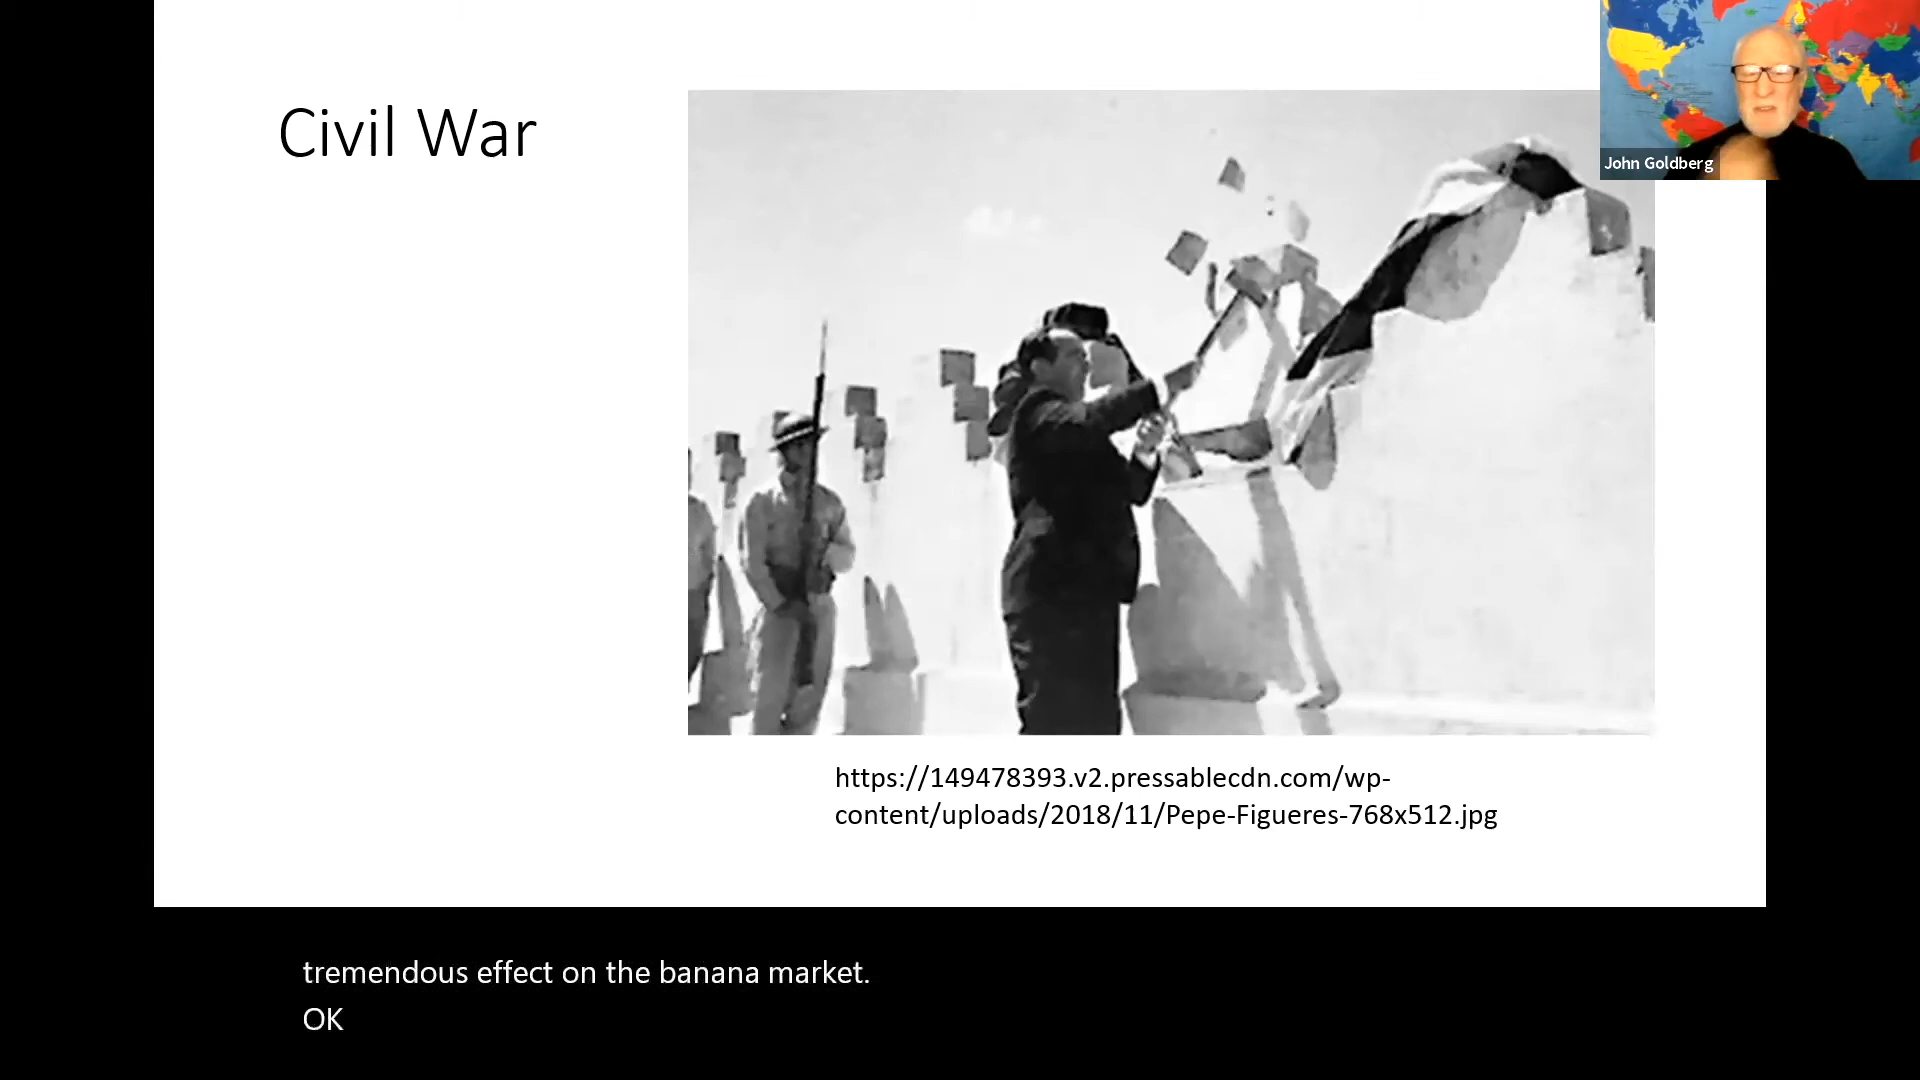 Civil War
John Goldberg
https://149478393.v2.pressablecdn.com/wp-
content/uploads/2018/11/Pepe-Figueres-768x512.jpg
tremendous effect on the banana market.
OK